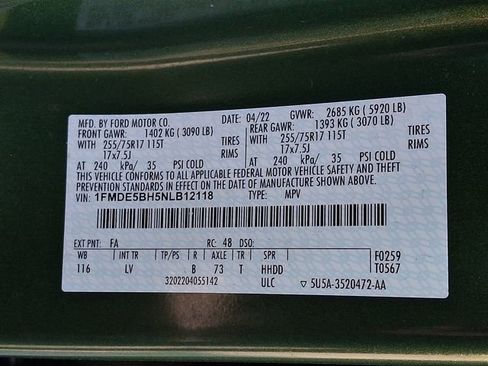 MFD. BY FORD MOTOR CO. 04/22 GVWR: 2685 KG (5920 LB)
FRONT GAWR: 1402 KG (3090 LB) REAR GAWR: 1393 KG (3070 LB)
WITH 255/75R17 115T TIRES WITH 255/75R17 115T TIRES
17x7.5J RIMS 17x7.5J RIMS
AT 240 kPa/ 35 PSI COLD AT 240 kPa/ 35 PSI COLD
THIS VEHICLE CONFORMS TO ALL APPLICABLE FEDERAL MOTOR VEHICLE SAFETY AND THEFT PREVENTION
STANDARDS IN EFFECT ON THE DATE OF MANUFACTURE SHOWN ABOVE.
VIN: 1FMDE5BH5NLB12118 TYPE: MPV
EXT PNT: FA RC: 48 DSO: F0259
WB INT TR TP/PS R AXLE TR SPR T0567
116 LV B 73 T HHDD
3202204055142 ULC ▽ 5U5A-3520472-AA